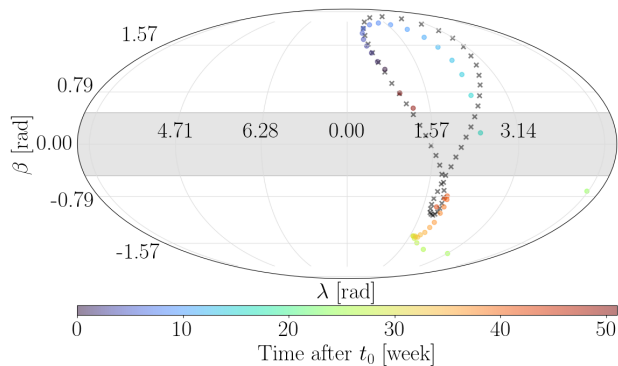 1.57
0.79
4.71 6.28 0.00 1.57 3.14
0.00
β [rad]
-0.79
-1.57
λ [rad]
0 10 20 30 40 50
Time after t₀ [week]